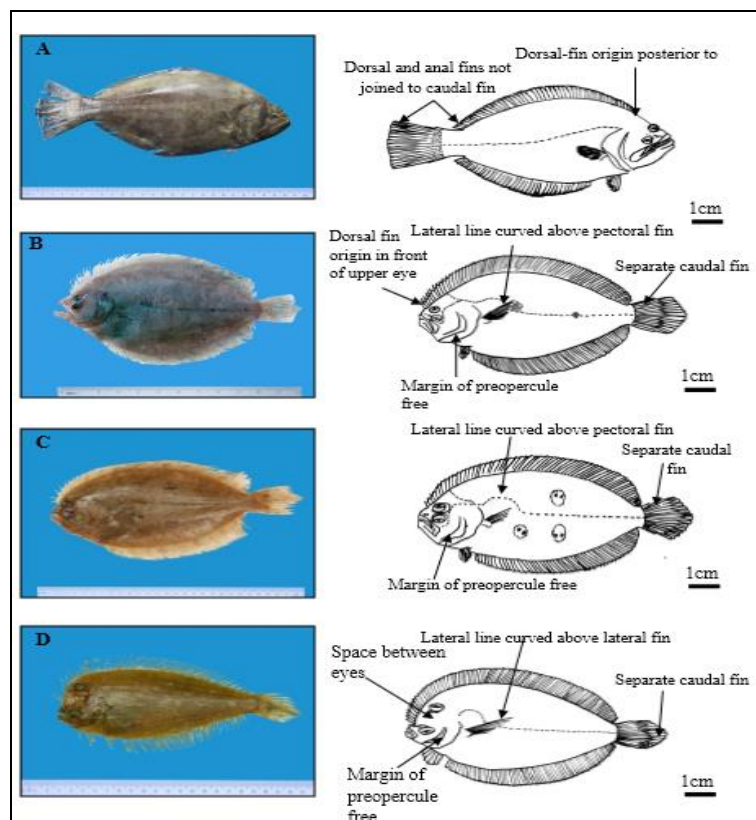 A
Dorsal and anal fins not
joined to caudal fin
Dorsal-fin origin posterior to
1cm
B
Dorsal fin
origin in front
of upper eye
Lateral line curved above pectoral fin
Separate caudal fin
Margin of preopercule
free
1cm
C
Lateral line curved above pectoral fin
Separate caudal
fin
Margin of preopercule free
1cm
D
Space between
eyes
Lateral line curved above lateral fin
Separate caudal fin
Margin of
preopercule
free
1cm